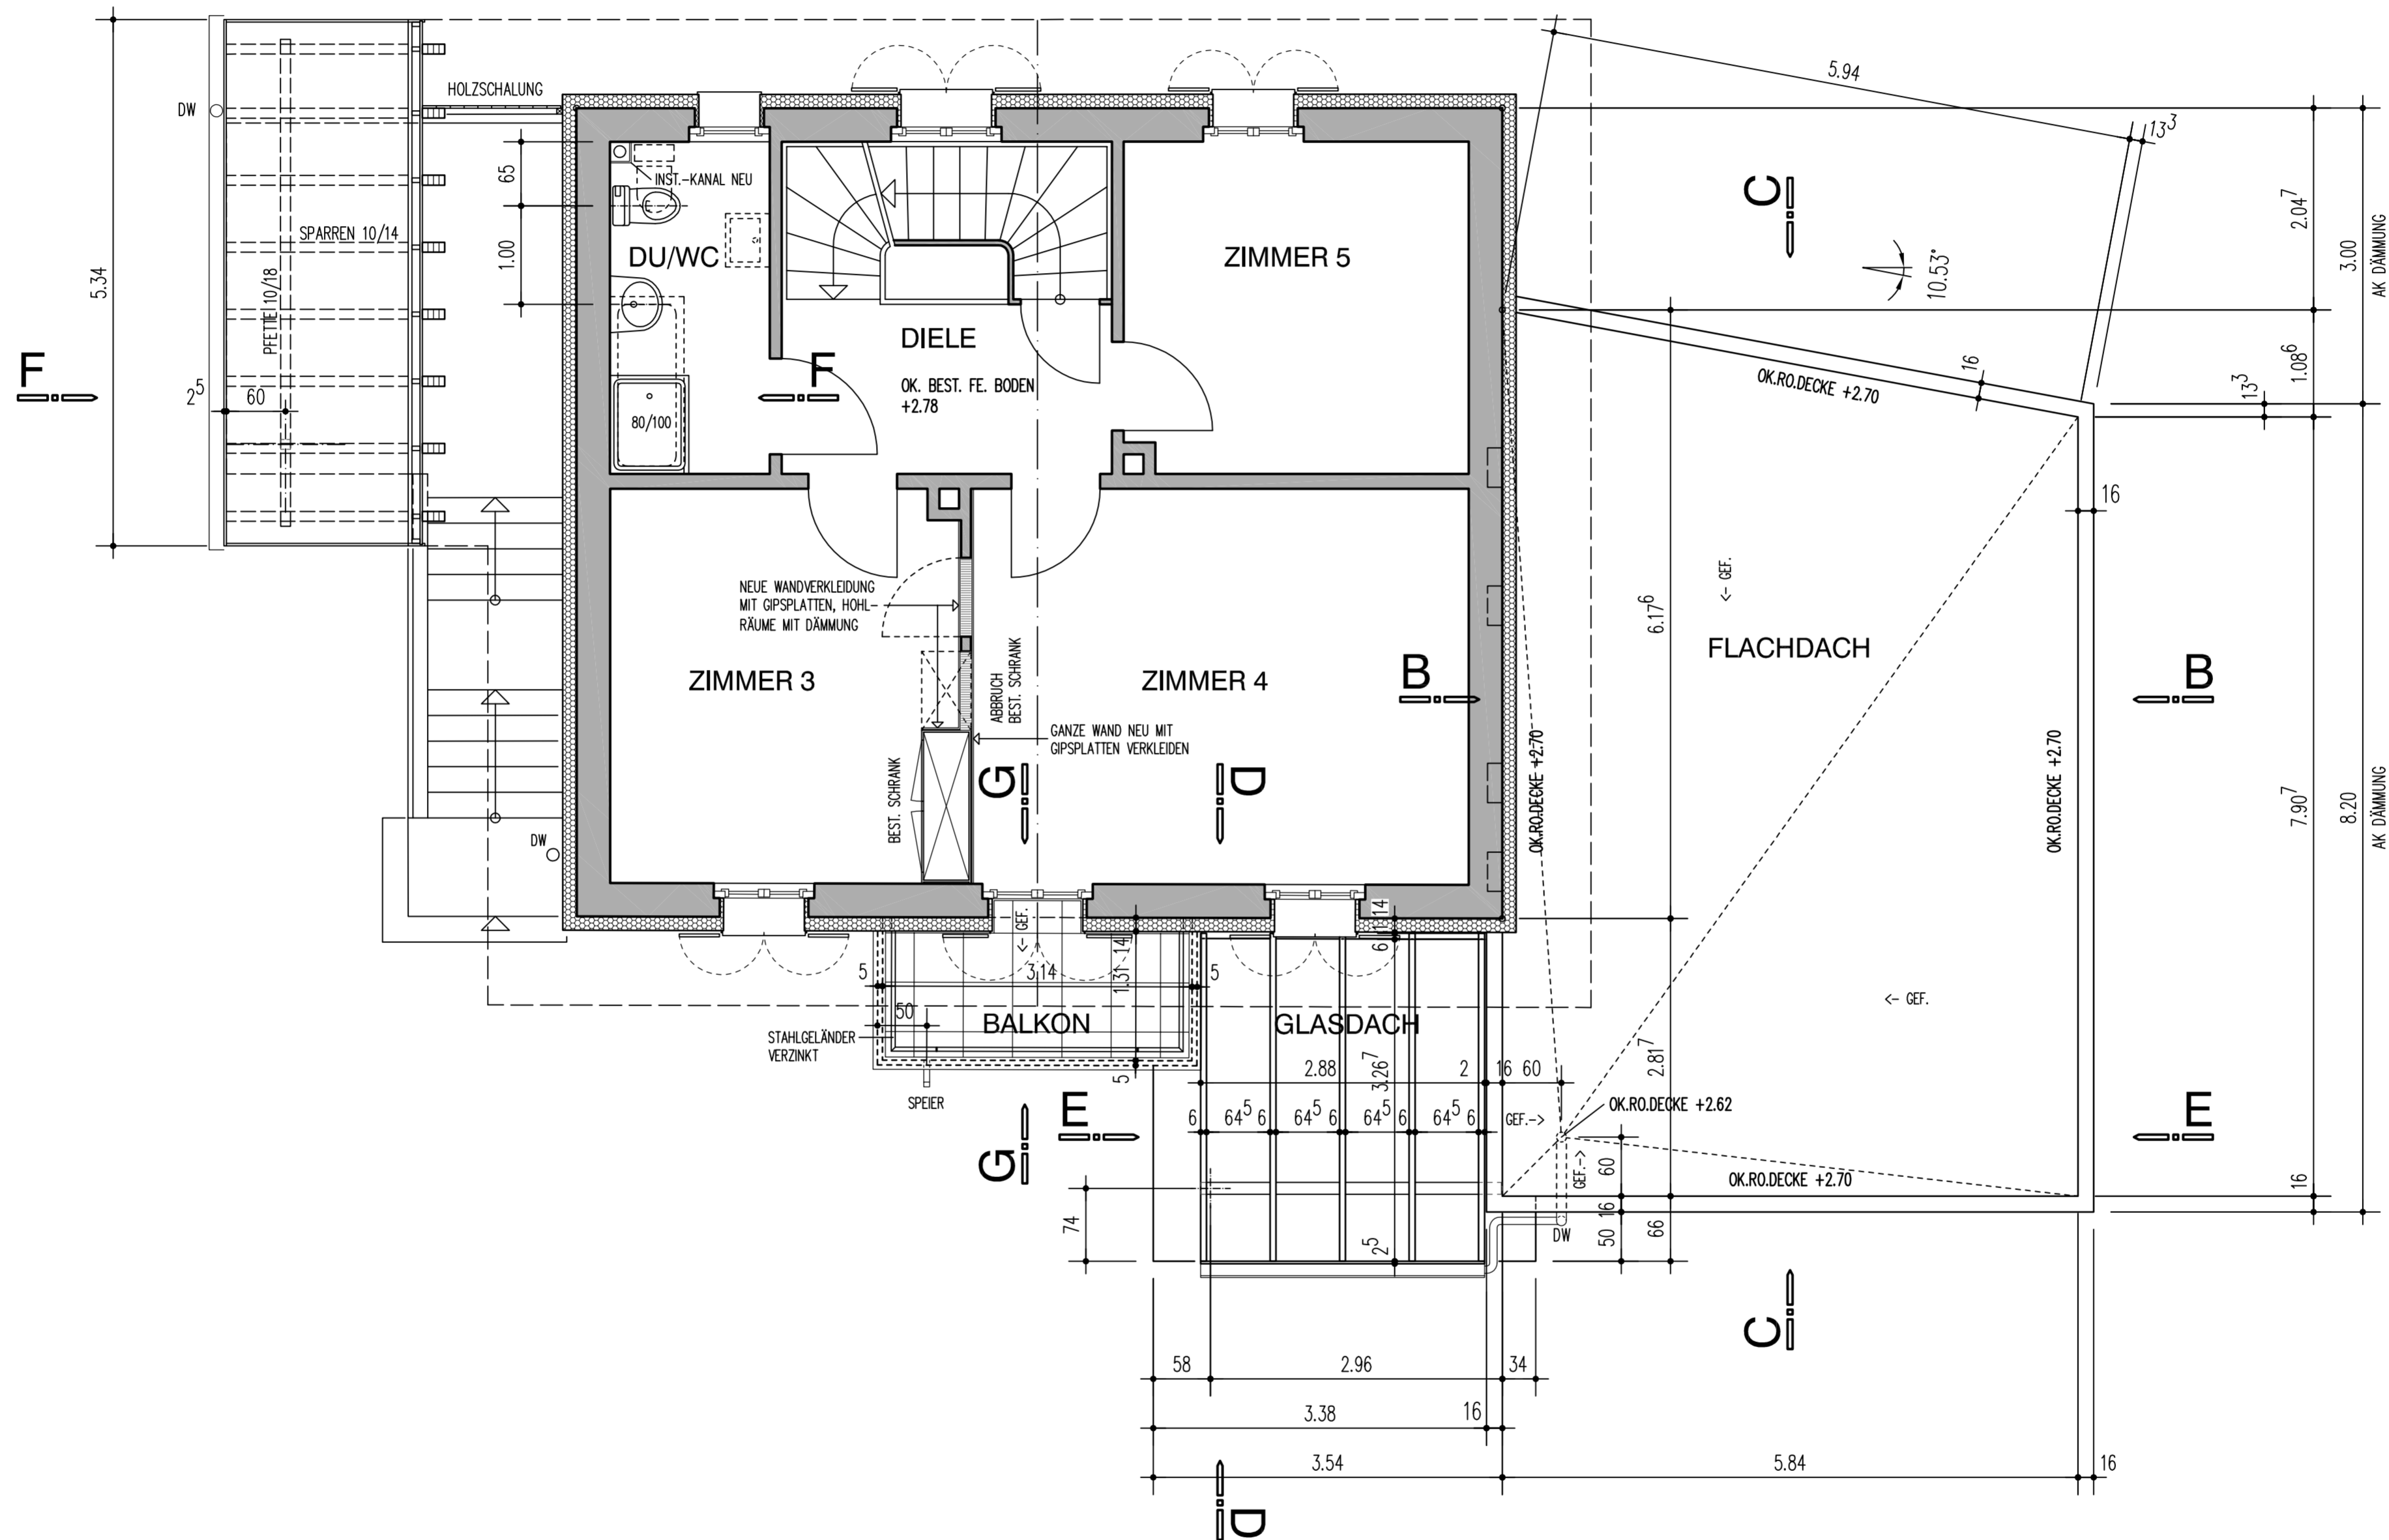 5.94
13³
HOLZSCHALUNG
DW
65
1.00
INST.-KANAL NEU
DU/WC
SPARREN 10/14
PFETTE 10/18
5.34
ZIMMER 5
C
10.53°
2.04⁷
3.00
AK DÄMMUNG
DIELE
OK. BEST. FE. BODEN
+2.78
F
F
2⁵
60
80/100
16
OK.RO.DECKE +2.70
13³
1.08⁶
16
NEUE WANDVERKLEIDUNG
MIT GIPSPLATTEN, HOHL-
RÄUME MIT DÄMMUNG
<- GEF.
6.17⁶
FLACHDACH
ZIMMER 3
ABBRUCH
BEST. SCHRANK
ZIMMER 4
B
B
GANZE WAND NEU MIT
GIPSPLATTEN VERKLEIDEN
BEST. SCHRANK
G
D
OK.RO.DECKE +2.70
OK.RO.DECKE +2.70
7.90⁷
8.20
AK DÄMMUNG
DW
<- GEF.
14
11
6
5
3.14
14
1.31
5
50
BALKON
GLASDACH
<- GEF.
STAHLGELÄNDER
VERZINKT
5
SPEIER
2.88
3.26⁷
2
16
60
2.81⁷
6
64⁵
6
64⁵
6
64⁵
6
64⁵
6
GEF.->
OK.RO.DECKE +2.62
E
E
G
GEF.->
60
OK.RO.DECKE +2.70
16
74
2⁵
DW
50
16
66
C
58
2.96
34
3.38
16
3.54
5.84
16
D